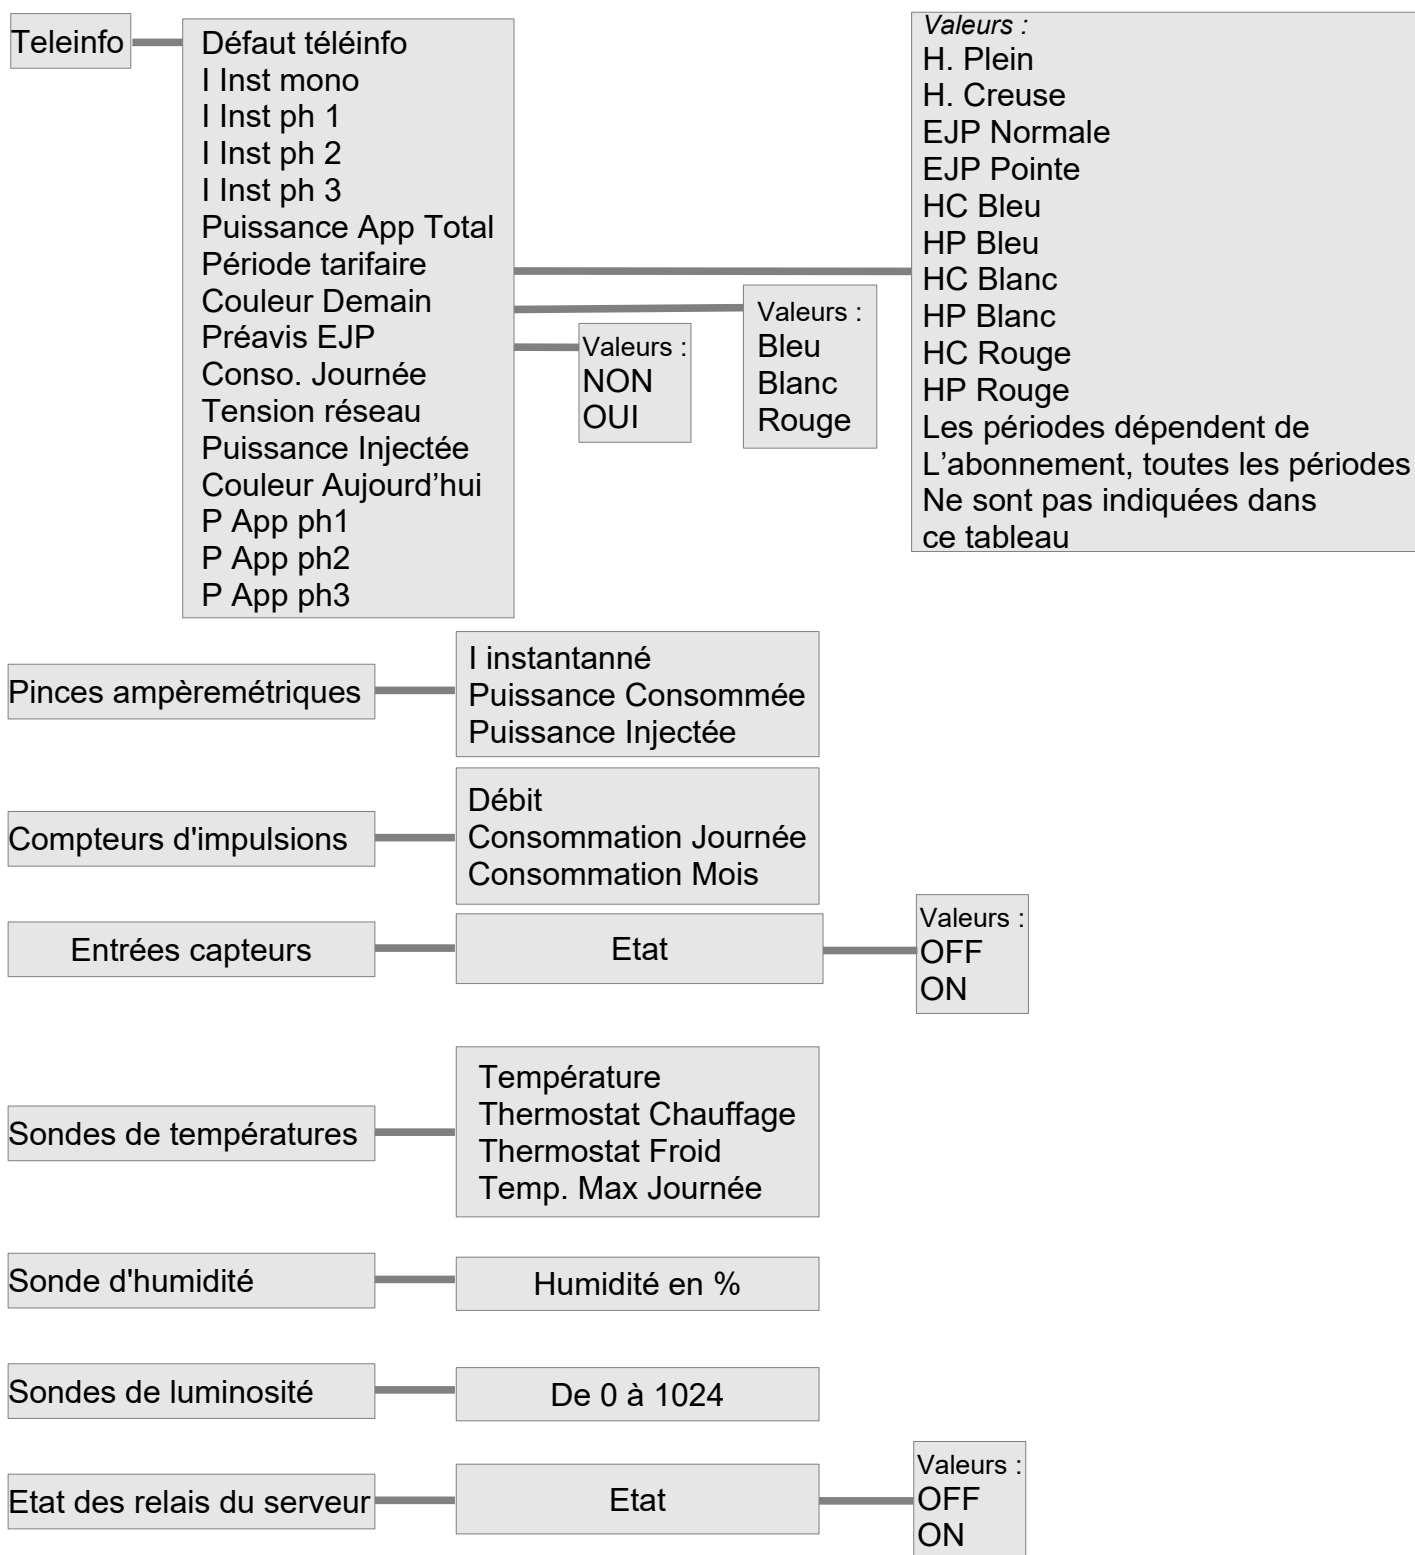 Teleinfo
Défaut téléinfo
I Inst mono
I Inst ph 1
I Inst ph 2
I Inst ph 3
Puissance App Total
Période tarifaire
Couleur Demain
Préavis EJP
Conso. Journée
Tension réseau
Puissance Injectée
Couleur Aujourd’hui
P App ph1
P App ph2
P App ph3
Valeurs :
NON
OUI
Valeurs :
Bleu
Blanc
Rouge
Valeurs :
H. Plein
H. Creuse
EJP Normale
EJP Pointe
HC Bleu
HP Bleu
HC Blanc
HP Blanc
HC Rouge
HP Rouge
Les périodes dépendent de
L’abonnement, toutes les périodes
Ne sont pas indiquées dans
ce tableau
Pinces ampèremétriques
I instantanné
Puissance Consommée
Puissance Injectée
Compteurs d'impulsions
Débit
Consommation Journée
Consommation Mois
Entrées capteurs
Etat
Valeurs :
OFF
ON
Sondes de températures
Température
Thermostat Chauffage
Thermostat Froid
Temp. Max Journée
Sonde d'humidité
Humidité en %
Sondes de luminosité
De 0 à 1024
Etat des relais du serveur
Etat
Valeurs :
OFF
ON